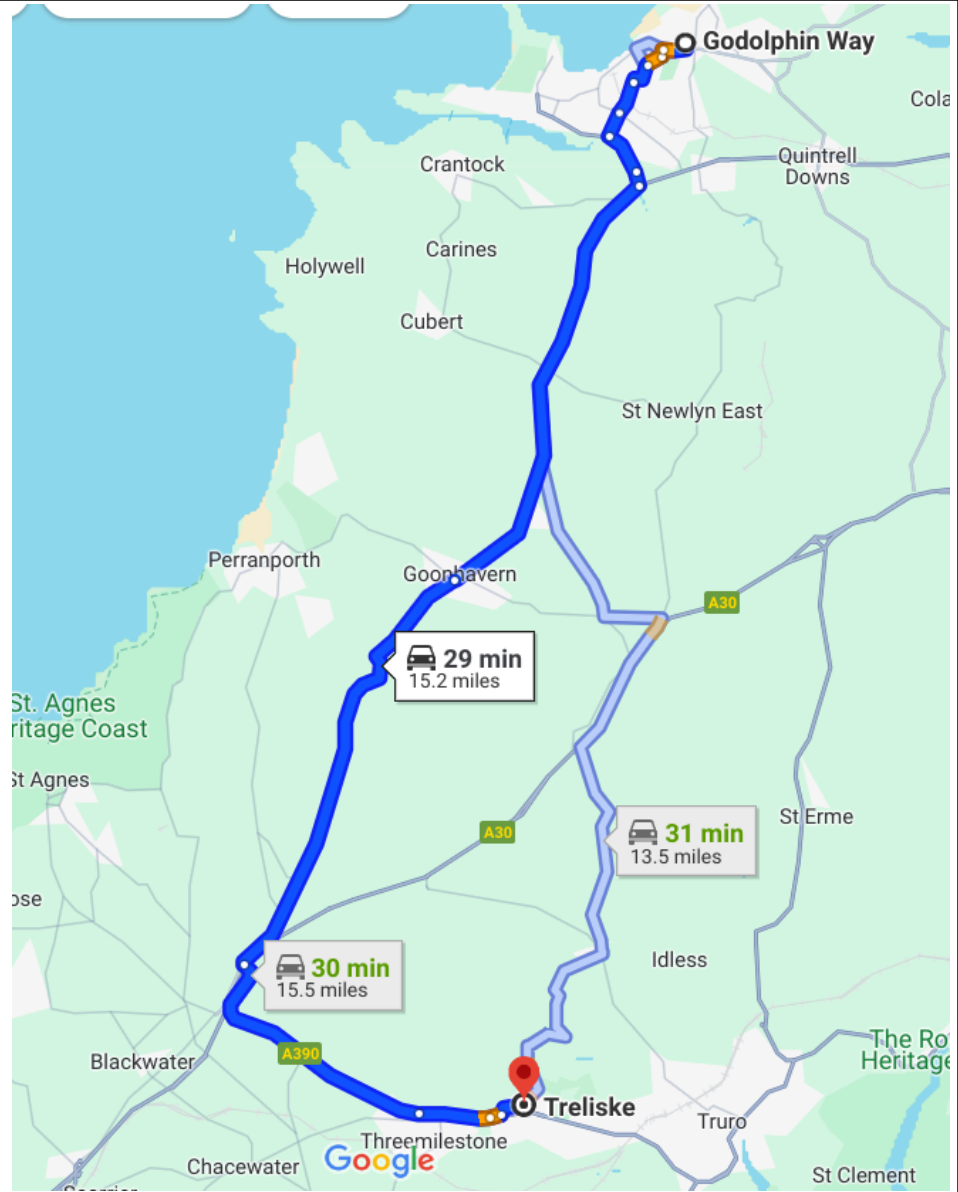 Godolphin Way
Cola
Quintrell
Downs
Crantock
Carines
Holywell
Cubert
St Newlyn East
Perranporth
Goonhavern
A30
29 min
15.2 miles
St. Agnes
ritage Coast
St Agnes
A30
31 min
13.5 miles
St Erme
ose
30 min
15.5 miles
Idless
A390
Blackwater
The Ro
Heritage
Treliske
Threemilestone
Truro
Google
Chacewater
St Clement